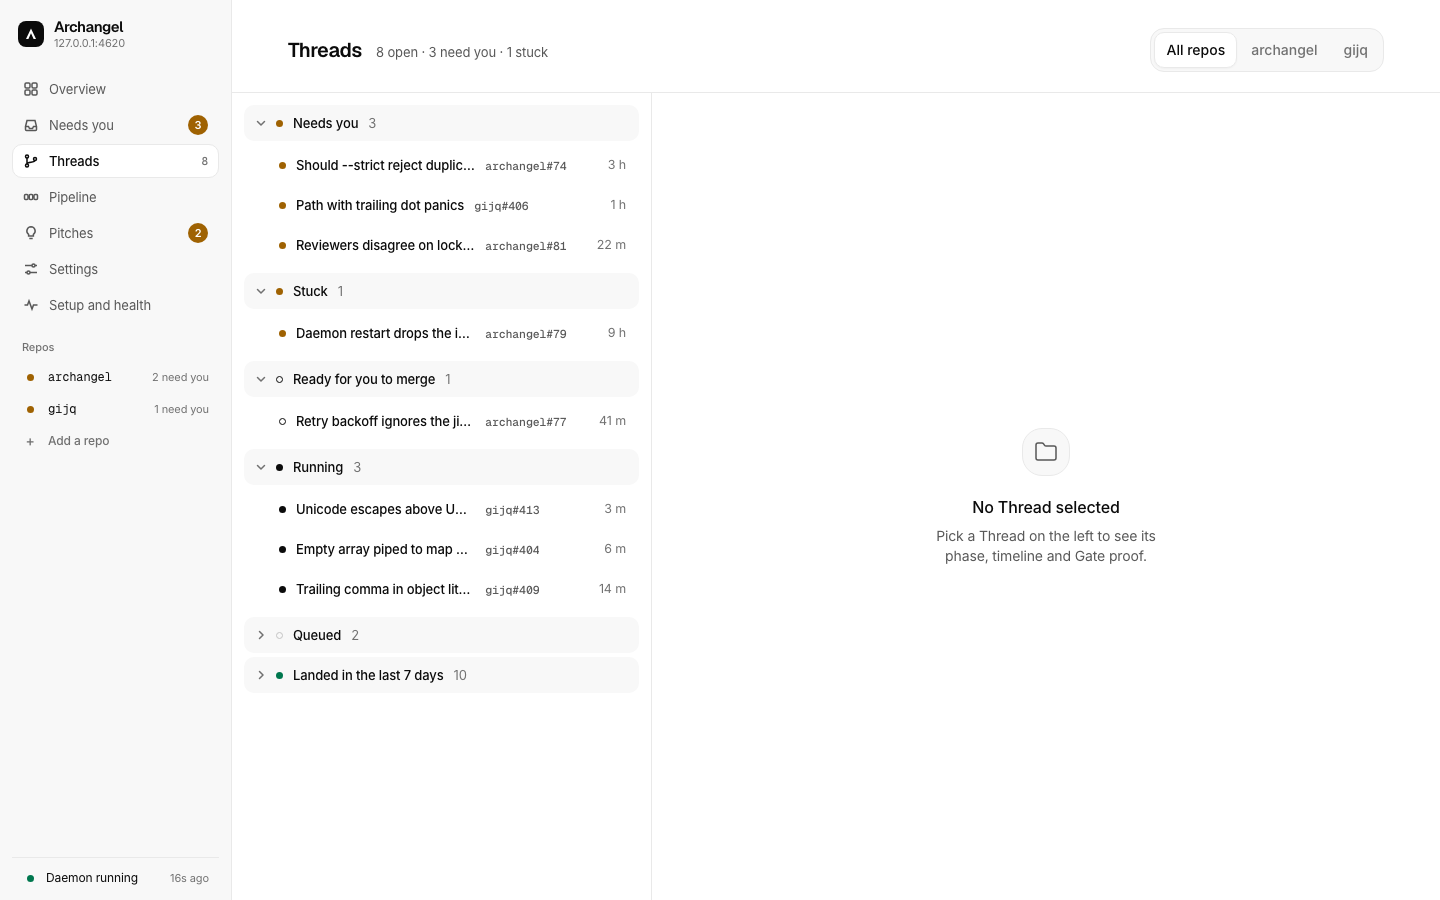 Archangel
127.0.0.1:4620
Overview
Needs you 3
Threads 8
Pipeline
Pitches 2
Settings
Setup and health
Repos
archangel 2 need you
gijq 1 need you
+ Add a repo
Daemon running 16s ago
Threads 8 open · 3 need you · 1 stuck
All repos archangel gijq
Needs you 3
Should --strict reject duplic... archangel#74 3 h
Path with trailing dot panics gijq#406 1 h
Reviewers disagree on lock... archangel#81 22 m
Stuck 1
Daemon restart drops the i... archangel#79 9 h
Ready for you to merge 1
Retry backoff ignores the ji... archangel#77 41 m
Running 3
Unicode escapes above U... gijq#413 3 m
Empty array piped to map ... gijq#404 6 m
Trailing comma in object lit... gijq#409 14 m
Queued 2
Landed in the last 7 days 10
No Thread selected
Pick a Thread on the left to see its
phase, timeline and Gate proof.